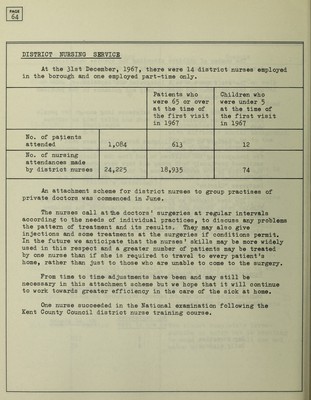 PAGE
64
DISTRICT NURSING SERVICE
At the 31st December, 1967, there were 14 district nurses employed
in the borough and one employed part-time only.
Patients who
were 65 or over
at the time of
the first visit
in 1967
Children who
were under 5
at the time of
the first visit
in 1967
No. of patients
attended
1,084
613
12
No. of nursing
attendances made
by district nurses
24,225
18,935
74
An attachment scheme for district nurses to group practises of
private doctors was commenced in June.
The nurses call at the doctors' surgeries at regular intervals
according to the needs of individual practices, to discuss any problems
the pattern of treatment and its results. They may also give
injections and some treatments at the surgeries if conditions permit.
In the future we anticipate that the nurses' skills may be more widely
used in this respect and a greater number of patients may be treated
by one nurse than if she is required to travel to every patient's
home, rather than just to those who are unable to come to the surgery.
From time to time adjustments have been and may still be
necessary in this attachment scheme but we hope that it will continue
to work towards greater efficiency in the care of the sick at home.
One nurse succeeded in the National examination following the
Kent County Council district nurse training course.